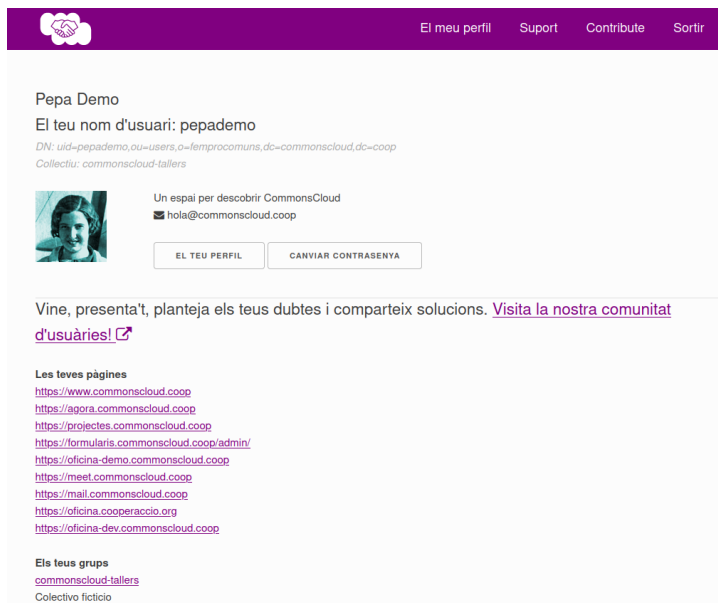 El meu perfil Suport Contribute Sortir
Pepa Demo
El teu nom d'usuari: pepademo
DN: uid=pepademo,ou=users,o=femprocomuns,dc=commonscloud,dc=coop
Collectiu: commonscloud-tallers
Un espai per descobrir CommonsCloud
hola@commonscloud.coop
EL TEU PERFIL CANVIAR CONTRASENYA
Vine, presenta't, planteja els teus dubtes i comparteix solucions. Visita la nostra comunitat
d'usuàries!
Les teves pàgines
https://www.commonscloud.coop
https://agora.commonscloud.coop
https://projectes.commonscloud.coop
https://formularis.commonscloud.coop/admin/
https://oficina-demo.commonscloud.coop
https://meet.commonscloud.coop
https://mail.commonscloud.coop
https://oficina.cooperaccio.org
https://oficina-dev.commonscloud.coop
Els teus grups
commonscloud-tallers
Colectivo ficticio